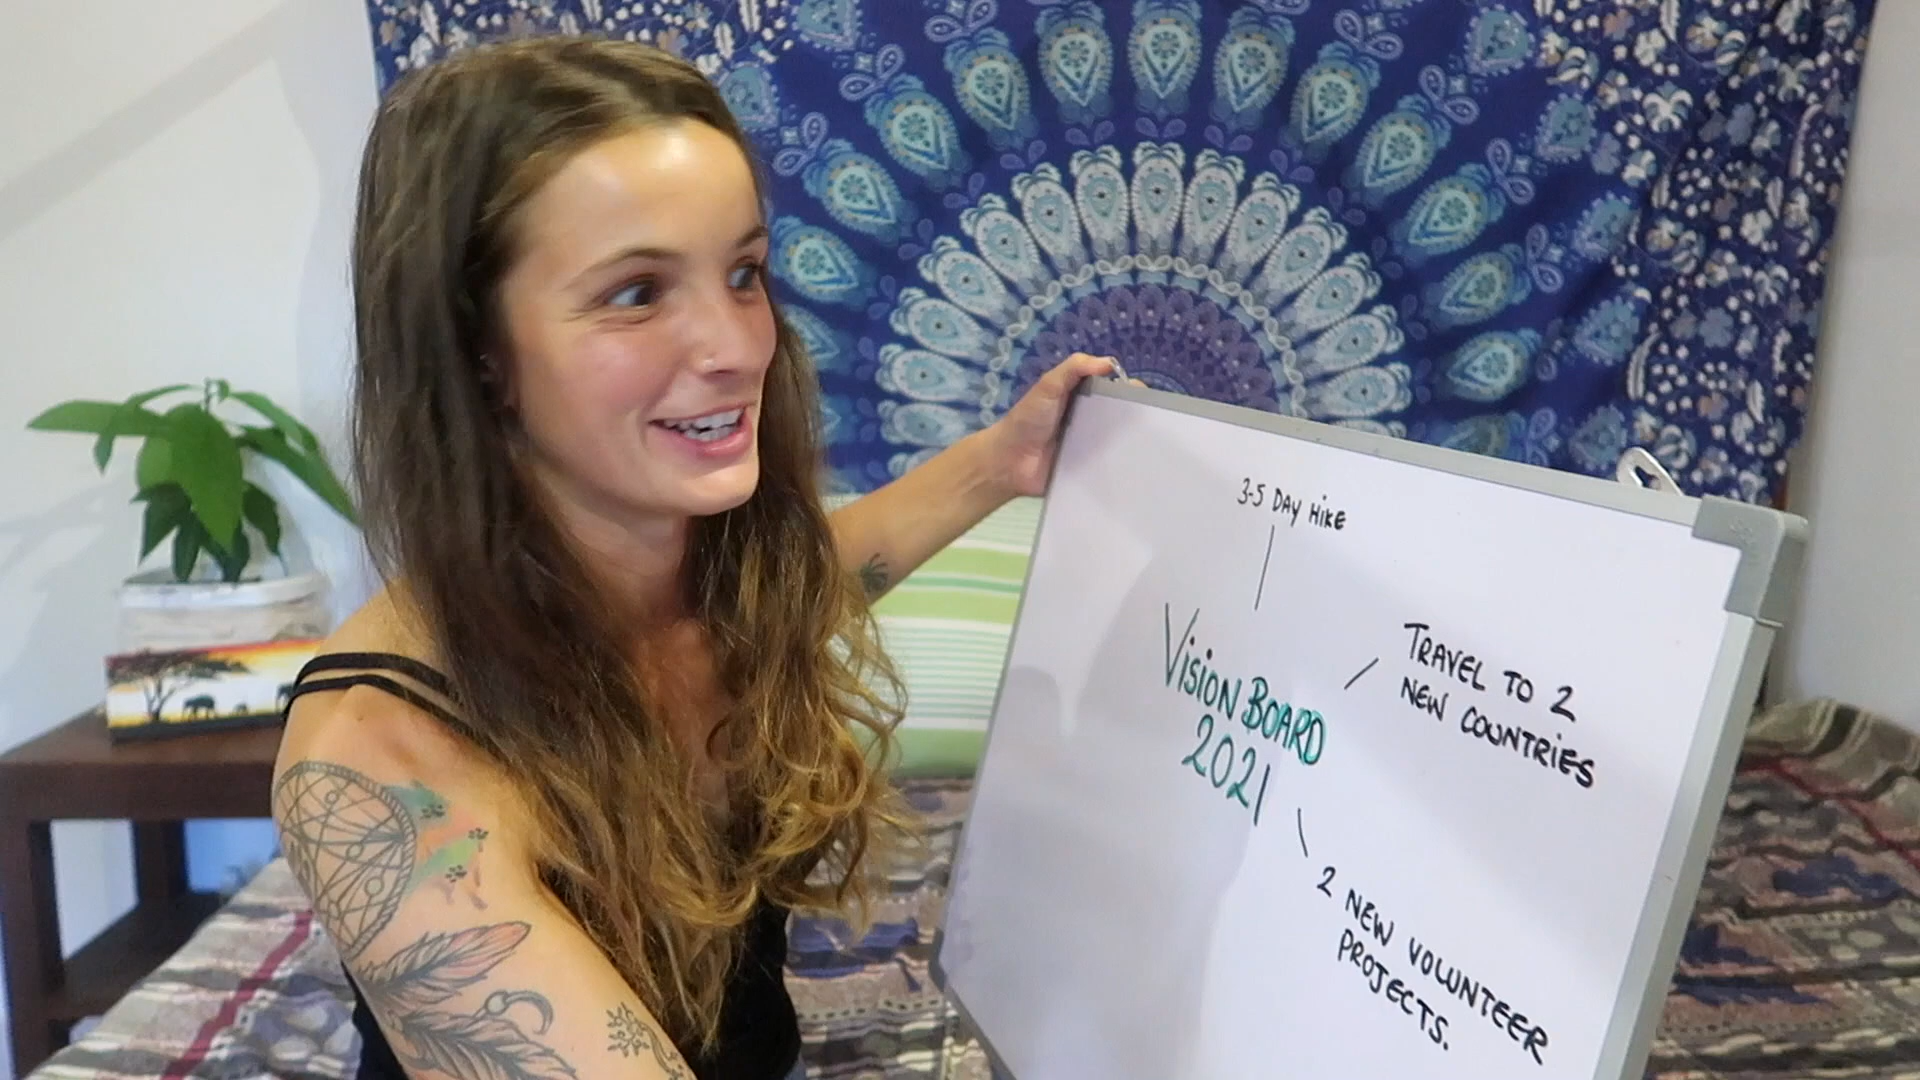 3-5 DAY HIKE
VISION BOARD
2021
TRAVEL TO 2
NEW COUNTRIES
2 NEW VOLUNTEER
PROJECTS.